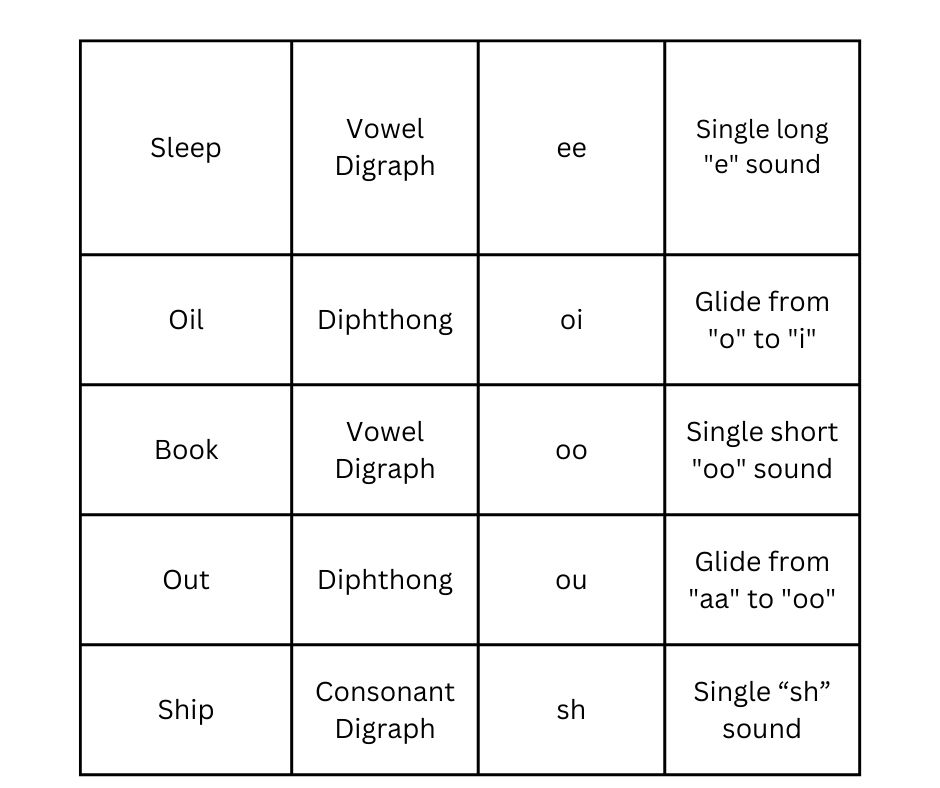 Sleep
Vowel
Digraph
ee
Single long
"e" sound
Oil
Diphthong
oi
Glide from
"o" to "i"
Book
Vowel
Digraph
oo
Single short
"oo" sound
Out
Diphthong
ou
Glide from
"aa" to "oo"
Ship
Consonant
Digraph
sh
Single “sh”
sound